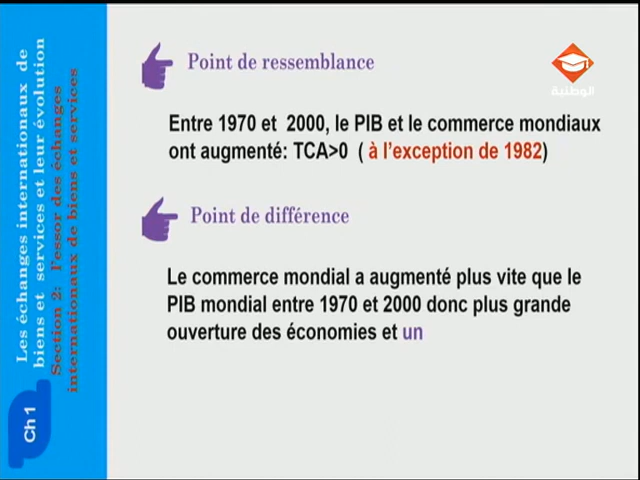 Les échanges internationaux de
biens et services et leur évolution
Section 2: l'essor des échanges
internationaux de biens et services
Ch 1
Point de ressemblance
الوطنية
Entre 1970 et 2000, le PIB et le commerce mondiaux
ont augmenté: TCA>0 ( à l'exception de 1982)
Point de différence
Le commerce mondial a augmenté plus vite que le
PIB mondial entre 1970 et 2000 donc plus grande
ouverture des économies et un